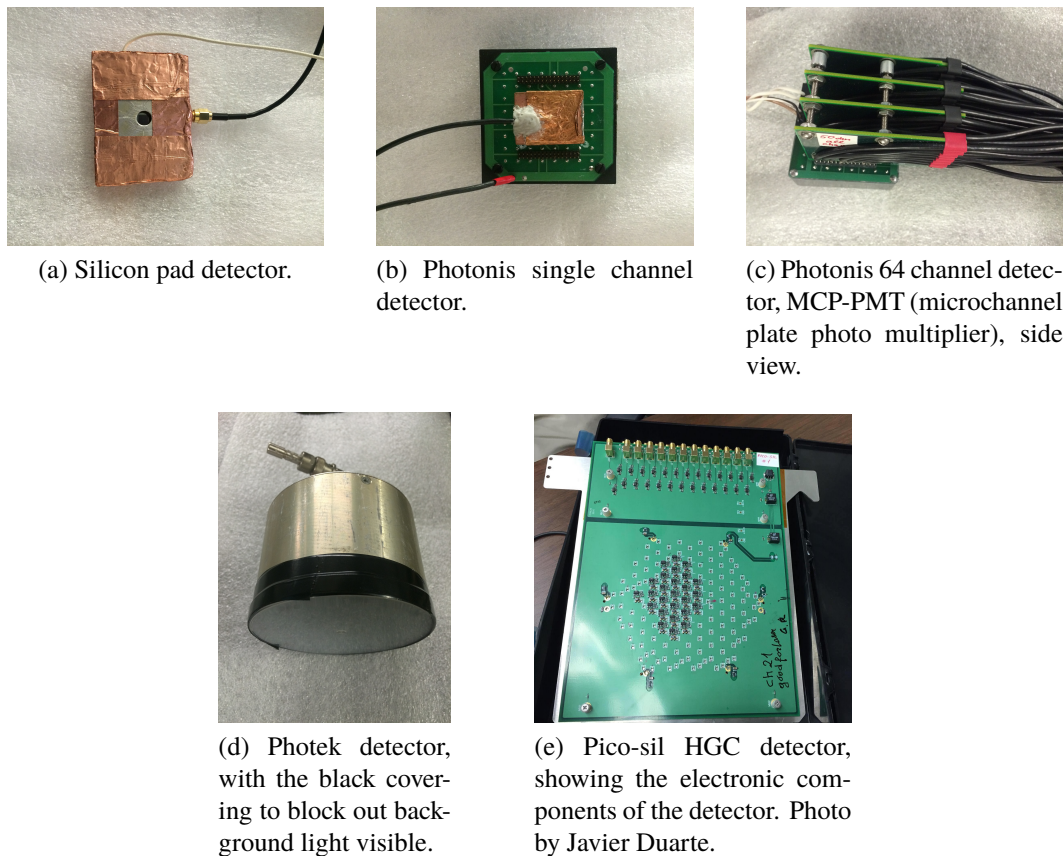 (a) Silicon pad detector.
(b) Photonis single channel
detector.
(c) Photonis 64 channel detec-
tor, MCP-PMT (microchannel
plate photo multiplier), side
view.
(d) Photek detector,
with the black cover-
ing to block out back-
ground light visible.
ch 21
good for Lum
G.R
(e) Pico-sil HGC detector,
showing the electronic com-
ponents of the detector. Photo
by Javier Duarte.